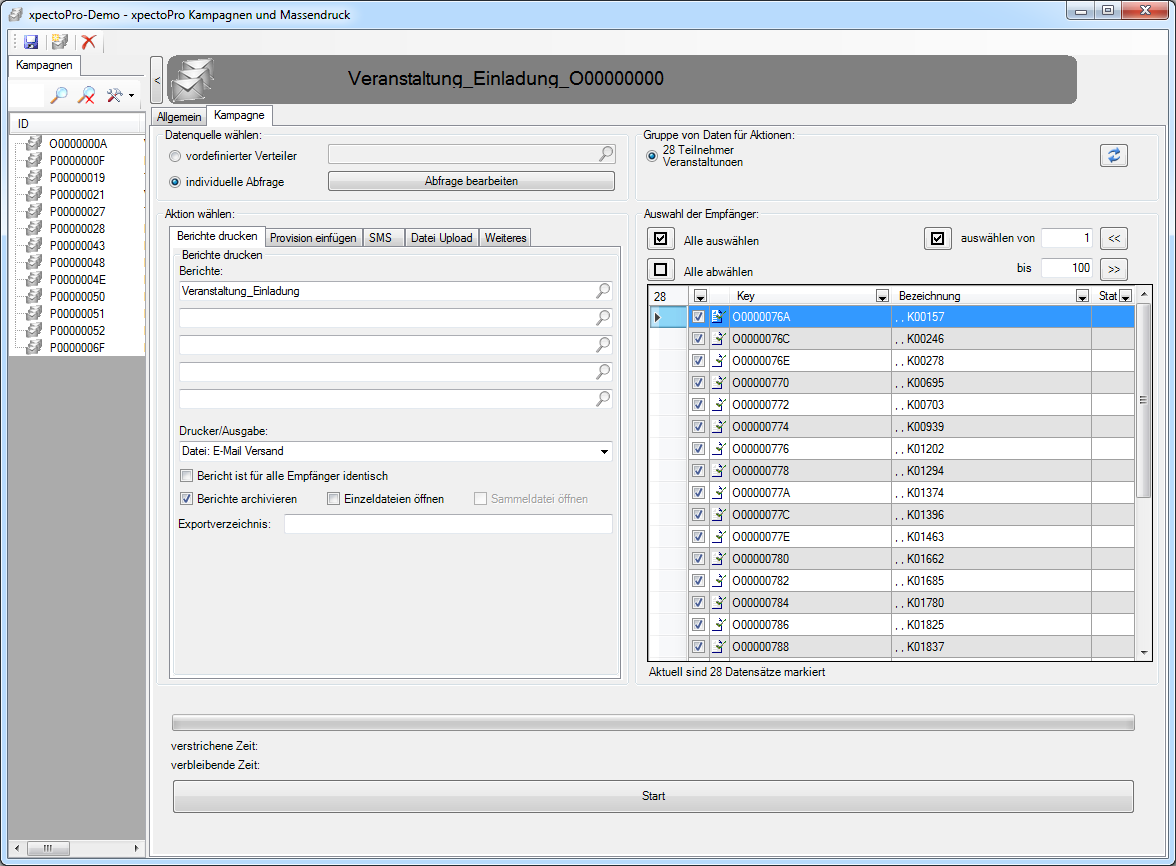 xpectoPro-Demo - xpectoPro Kampagnen und Massendruck
Kampagnen
ID
O0000000A
P0000000F
P00000019
P00000021
P00000027
P00000028
P00000043
P00000048
P0000004E
P00000050
P00000051
P00000052
P0000006F
<
Veranstaltung_Einladung_O00000000
Allgemein
Kampagne
Datenquelle wählen:
vordefinierter Verteiler
individuelle Abfrage
Abfrage bearbeiten
Aktion wählen:
Berichte drucken
Provision einfügen
SMS
Datei Upload
Weiteres
Berichte drucken
Berichte:
Veranstaltung_Einladung
Drucker/Ausgabe:
Datei: E-Mail Versand
Bericht ist für alle Empfänger identisch
Berichte archivieren
Einzeldateien öffnen
Sammeldatei öffnen
Exportverzeichnis:
Gruppe von Daten für Aktionen:
28 Teilnehmer
Veranstaltungen
Auswahl der Empfänger:
Alle auswählen
auswählen von 1 <<
Alle abwählen
bis 100 >>
28 Key Bezeichnung Stat
O0000076A , , K00157
O0000076C , , K00246
O0000076E , , K00278
O00000770 , , K00695
O00000772 , , K00703
O00000774 , , K00939
O00000776 , , K01202
O00000778 , , K01294
O0000077A , , K01374
O0000077C , , K01396
O0000077E , , K01463
O00000780 , , K01662
O00000782 , , K01685
O00000784 , , K01780
O00000786 , , K01825
O00000788 , , K01837
Aktuell sind 28 Datensätze markiert
verstrichene Zeit:
verbleibende Zeit:
Start